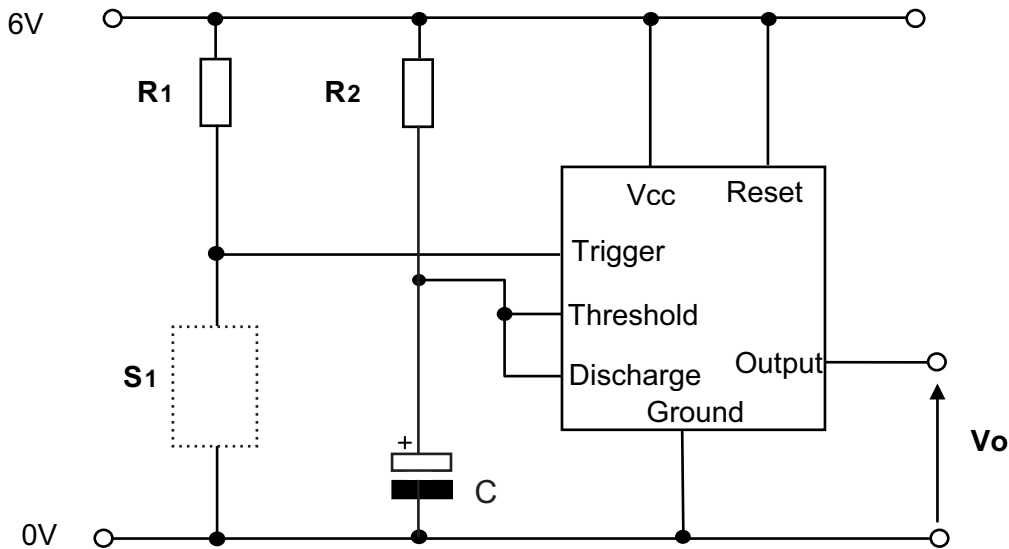 6V
R1
R2
Vcc
Reset
Trigger
Threshold
Discharge
Output
Ground
S1
+
C
Vo
0V